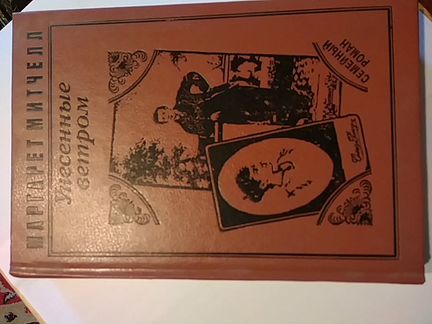 МАРГАРЕТ МИТЧЕЛЛ
Унесенные
ветром
СЕМЕЙНЫЙ
РОМАН